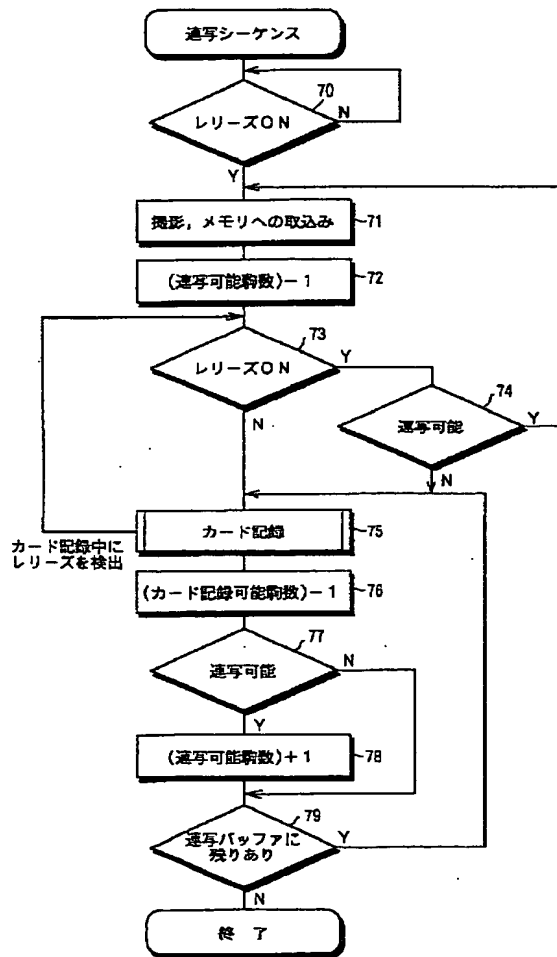 連写シーケンス
70
レリーズON
N
Y
撮影,メモリへの取込み
71
(連写可能駒数)-1
72
73
レリーズON
Y
74
N
連写可能
Y
N
カード記録
75
カード記録中に
レリーズを検出
(カード記録可能駒数)-1
76
77
連写可能
N
Y
(連写可能駒数)+1
78
79
連写バッファに
残りあり
Y
N
終 了